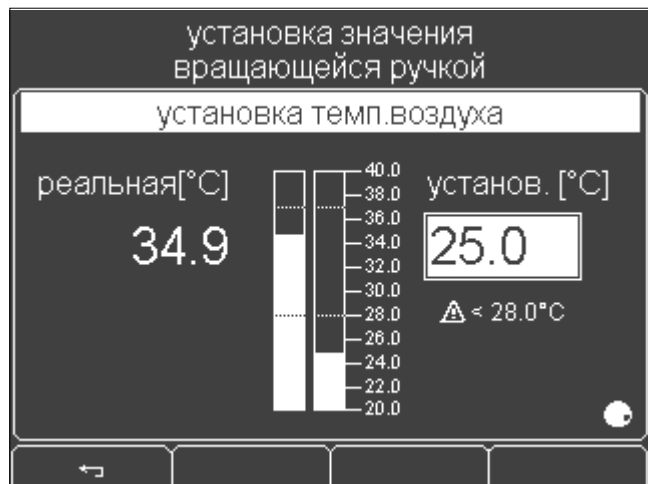 установка значения
вращающейся ручкой
установка темп.воздуха
реальная[°C]
34.9
40.0
38.0
36.0
34.0
32.0
30.0
28.0
26.0
24.0
22.0
20.0
установ. [°C]
25.0
< 28.0°C